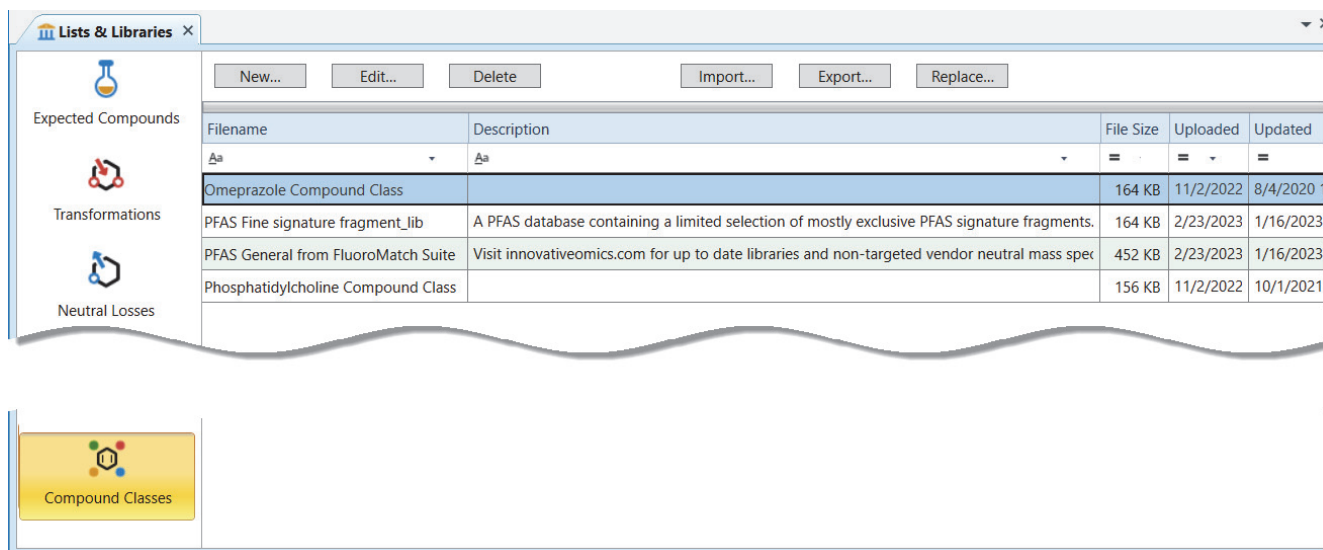 Lists & Libraries
New... Edit... Delete Import... Export... Replace...
Expected Compounds
Transformations
Neutral Losses
Filename Description File Size Uploaded Updated
Aa Aa = = =
Omeprazole Compound Class 164 KB 11/2/2022 8/4/2020 1
PFAS Fine signature fragment_lib A PFAS database containing a limited selection of mostly exclusive PFAS signature fragments. 164 KB 2/23/2023 1/16/2023
PFAS General from FluoroMatch Suite Visit innovativeomics.com for up to date libraries and non-targeted vendor neutral mass spec 452 KB 2/23/2023 1/16/2023
Phosphatidylcholine Compound Class 156 KB 11/2/2022 10/1/2021
Compound Classes